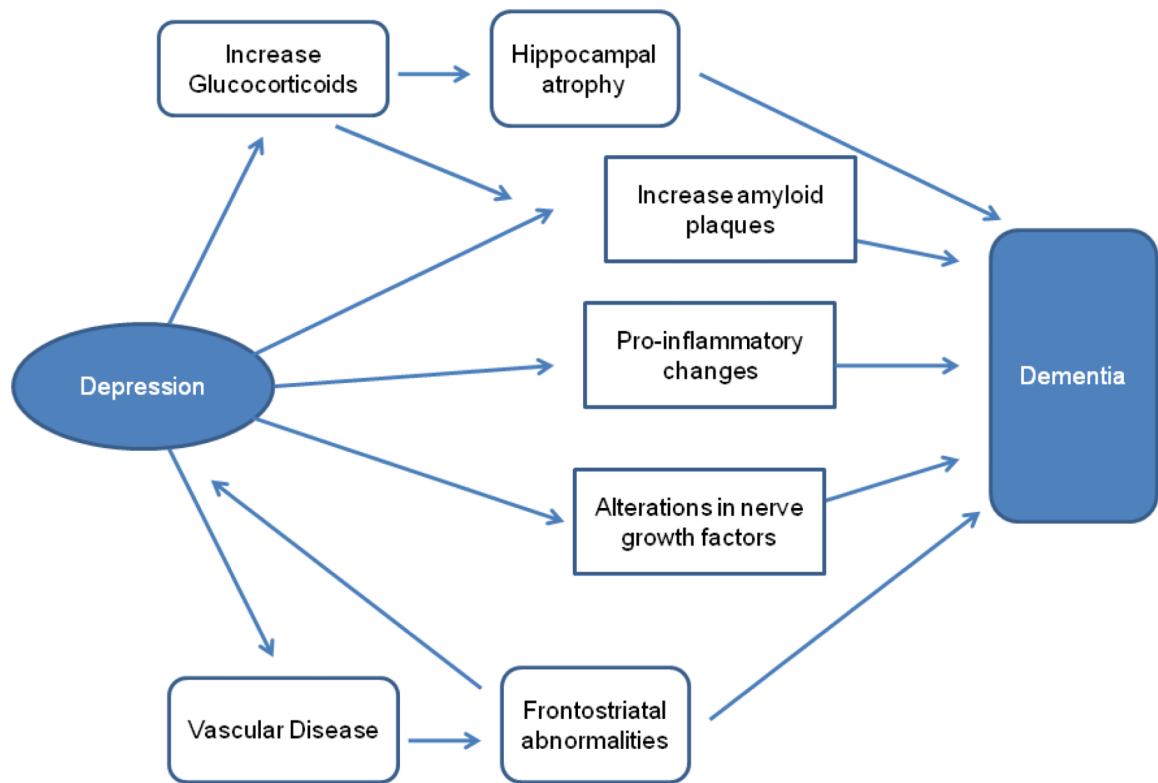 Increase
Glucocorticoids
Hippocampal
atrophy
Increase amyloid
plaques
Depression
Pro-inflammatory
changes
Dementia
Alterations in nerve
growth factors
Vascular Disease
Frontostriatal
abnormalities